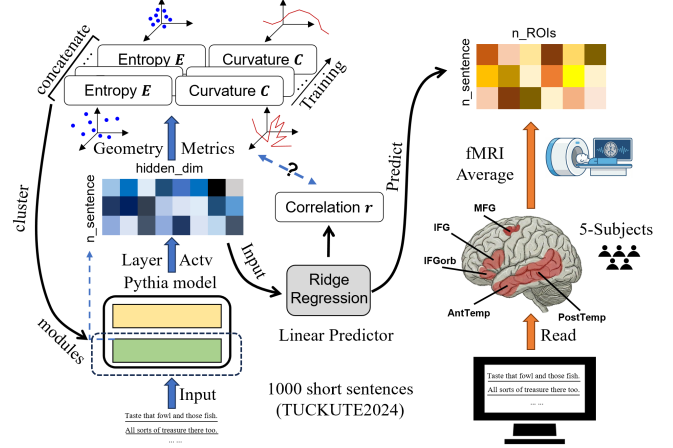 concatenate
Entropy E
Curvature C
...
Entropy E
Curvature C
...
Training
Geometry Metrics
hidden_dim
n_sentence
cluster
modules
Layer Actv
Pythia model
Input
Taste that fowl and those fish.
All sorts of treasure there too.
... ...
Input
?
Correlation r
Ridge
Regression
Linear Predictor
Predict
1000 short sentences
(TUCKUTE2024)
n_ROIs
n_sentence
fMRI
Average
MFG
IFG
IFGorb
AntTemp
PostTemp
5-Subjects
Read
Taste that fowl and those fish.
All sorts of treasure there too.
... ...